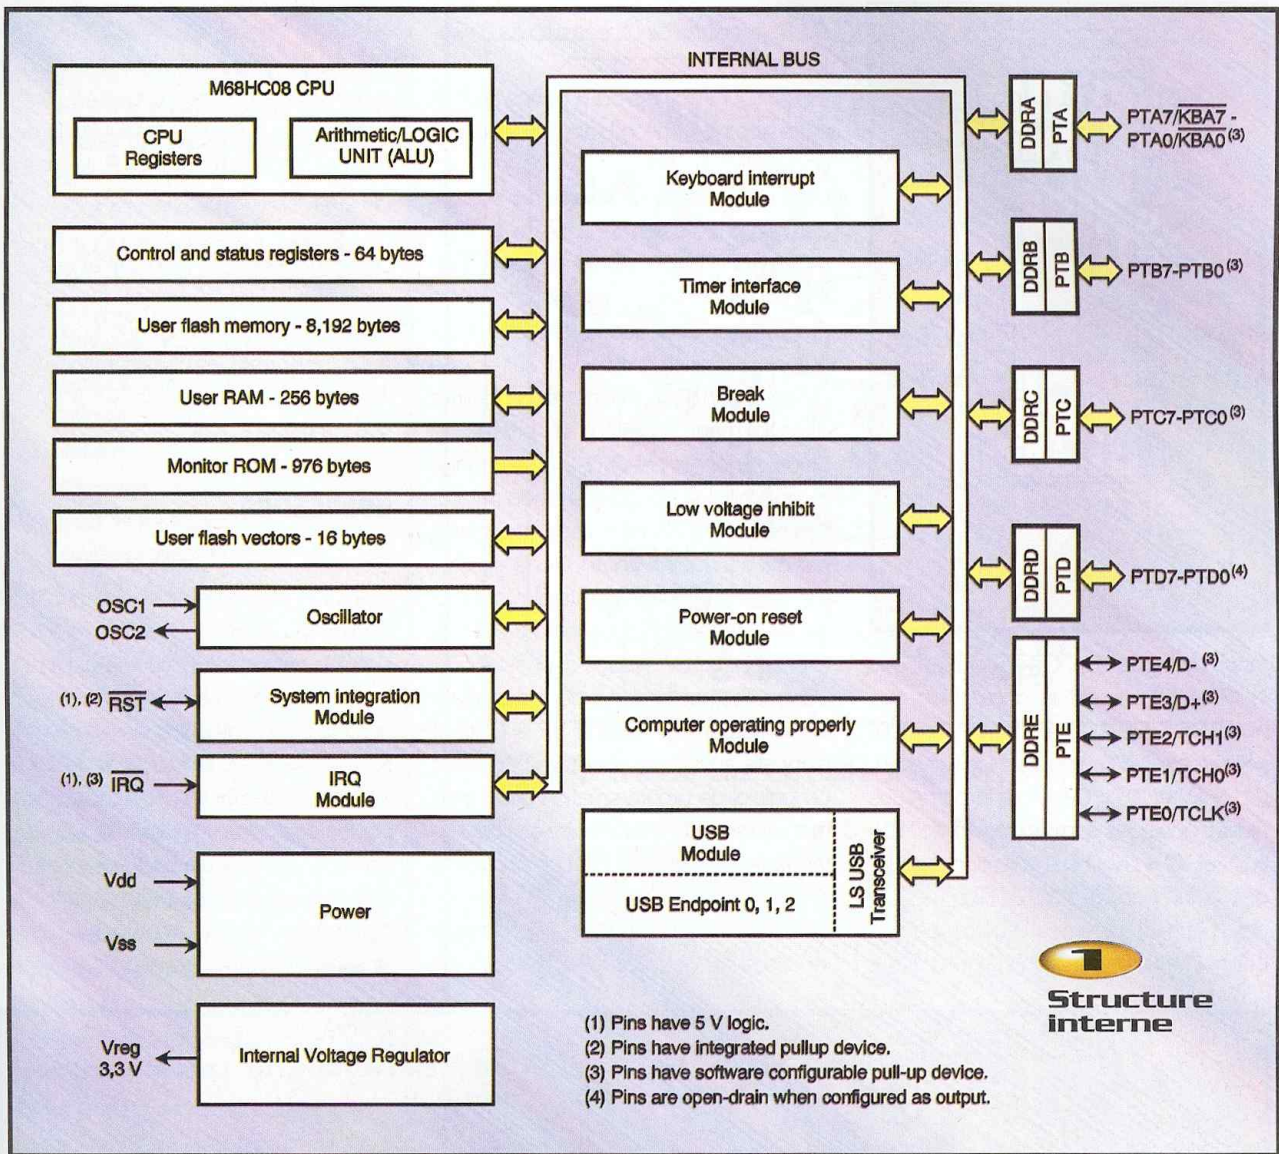 INTERNAL BUS
M68HC08 CPU
CPU
Registers
Arithmetic/LOGIC
UNIT (ALU)
Control and status registers - 64 bytes
User flash memory - 8,192 bytes
User RAM - 256 bytes
Monitor ROM - 976 bytes
User flash vectors - 16 bytes
OSC1
OSC2
Oscillator
(1), (2) RST
System integration
Module
(1), (3) IRQ
IRQ
Module
Vdd
Vss
Power
Vreg
3,3 V
Internal Voltage Regulator
Keyboard interrupt
Module
Timer interface
Module
Break
Module
Low voltage inhibit
Module
Power-on reset
Module
Computer operating properly
Module
USB
Module
USB Endpoint 0, 1, 2
LS USB
Transceiver
DDRA
PTA
PTA7/KBA7 -
PTA0/KBA0 (3)
DDRB
PTB
PTB7-PTB0 (3)
DDRC
PTC
PTC7-PTC0 (3)
DDRD
PTD
PTD7-PTD0 (4)
DDRE
PTE
PTE4/D- (3)
PTE3/D+ (3)
PTE2/TCH1 (3)
PTE1/TCH0 (3)
PTE0/TCLK (3)
1
Structure
interne
(1) Pins have 5 V logic.
(2) Pins have integrated pullup device.
(3) Pins have software configurable pull-up device.
(4) Pins are open-drain when configured as output.